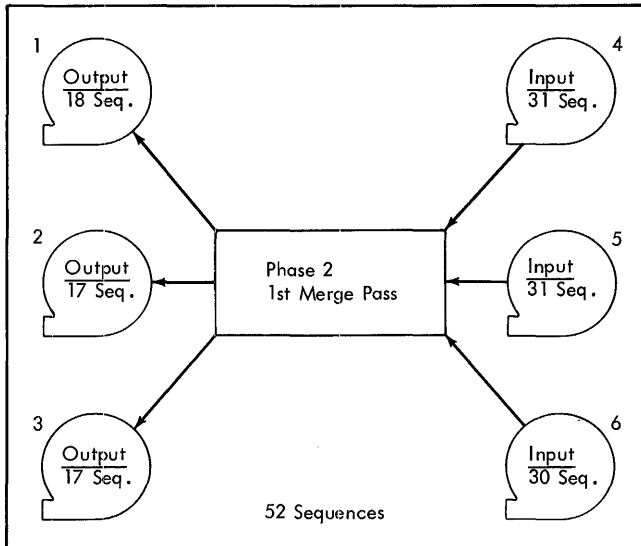 1
Output
18 Seq.
4
Input
31 Seq.
2
Output
17 Seq.
Phase 2
1st Merge Pass
5
Input
31 Seq.
3
Output
17 Seq.
6
Input
30 Seq.
52 Sequences